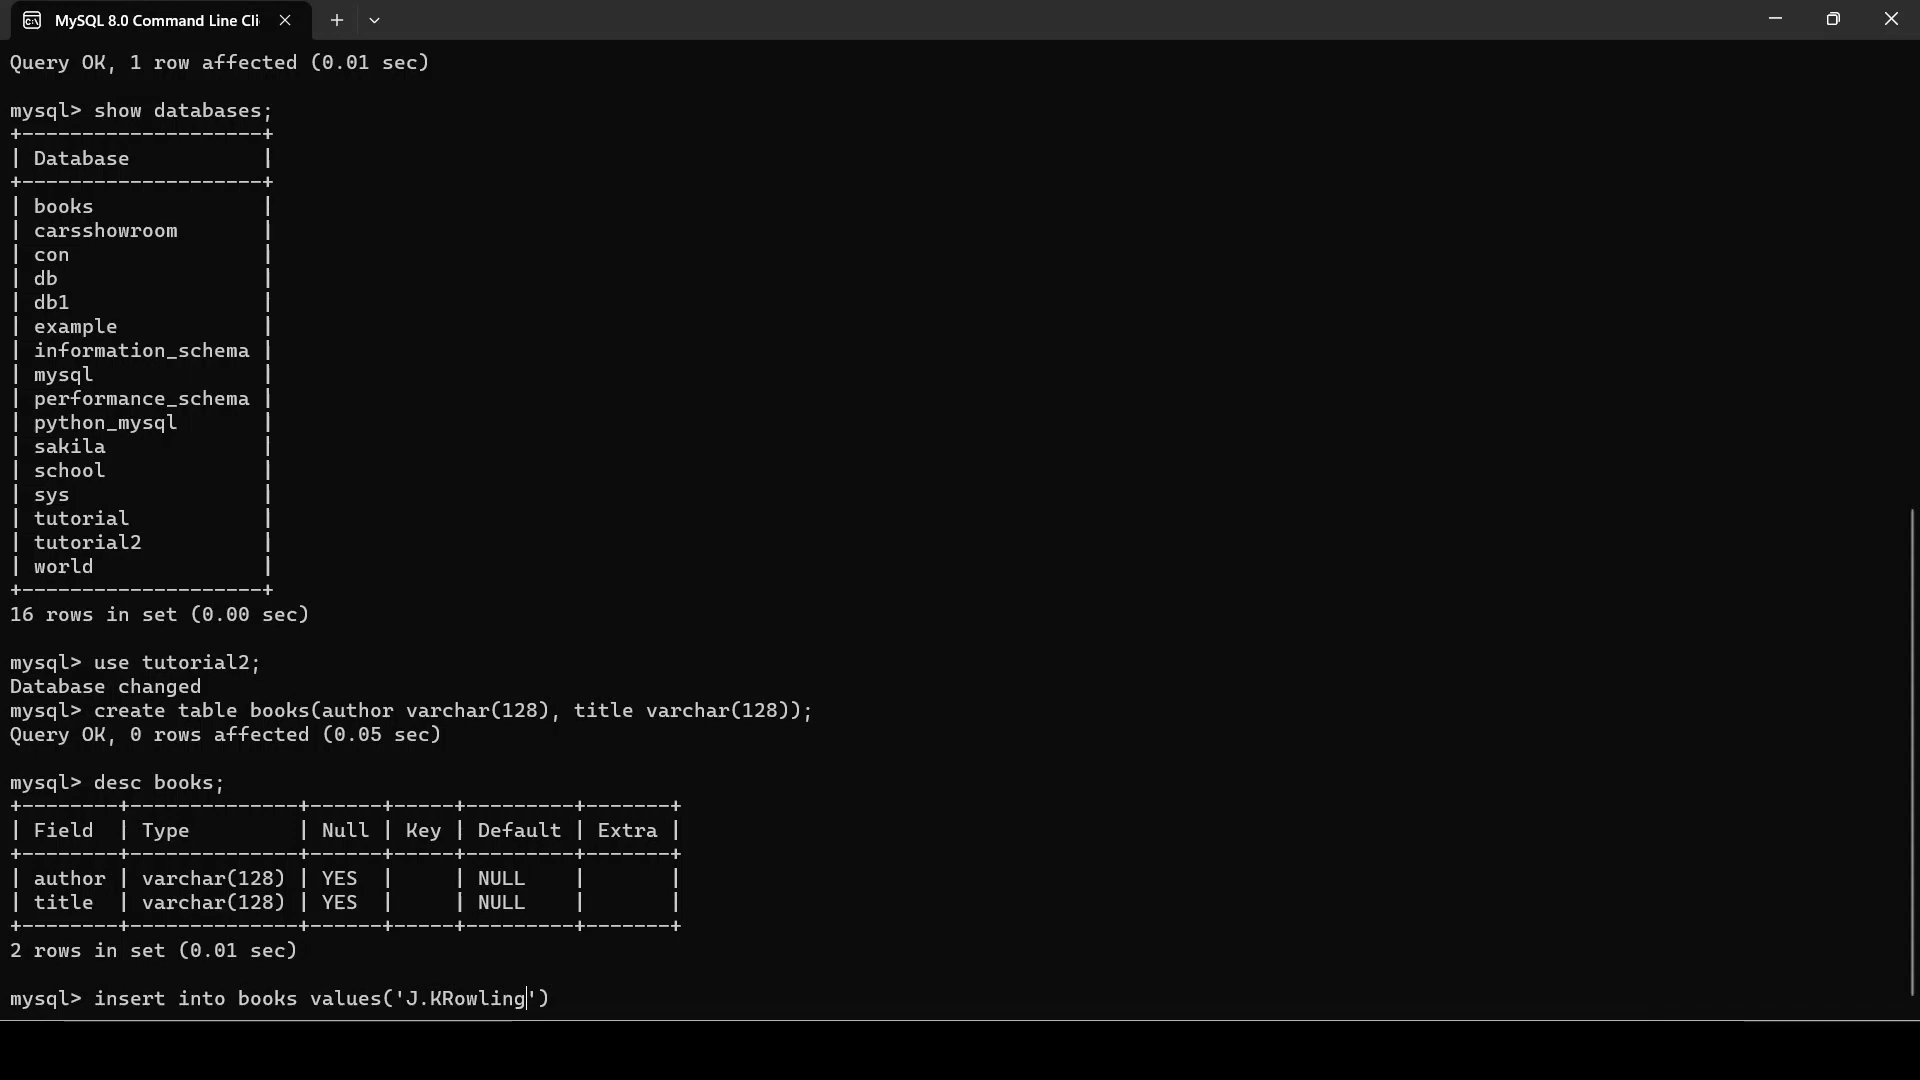 MySQL 8.0 Command Line Cli
Query OK, 1 row affected (0.01 sec)
mysql> show databases;
+--------------------+
| Database           |
+--------------------+
| books              |
| carsshowroom       |
| con                |
| db                 |
| db1                |
| example            |
| information_schema |
| mysql              |
| performance_schema |
| python_mysql       |
| sakila             |
| school             |
| sys                |
| tutorial           |
| tutorial2          |
| world              |
+--------------------+
16 rows in set (0.00 sec)
mysql> use tutorial2;
Database changed
mysql> create table books(author varchar(128), title varchar(128));
Query OK, 0 rows affected (0.05 sec)
mysql> desc books;
+--------+--------------+------+-----+---------+-------+
| Field  | Type         | Null | Key | Default | Extra |
+--------+--------------+------+-----+---------+-------+
| author | varchar(128) | YES  |     | NULL    |       |
| title  | varchar(128) | YES  |     | NULL    |       |
+--------+--------------+------+-----+---------+-------+
2 rows in set (0.01 sec)
mysql> insert into books values('J.KRowling')